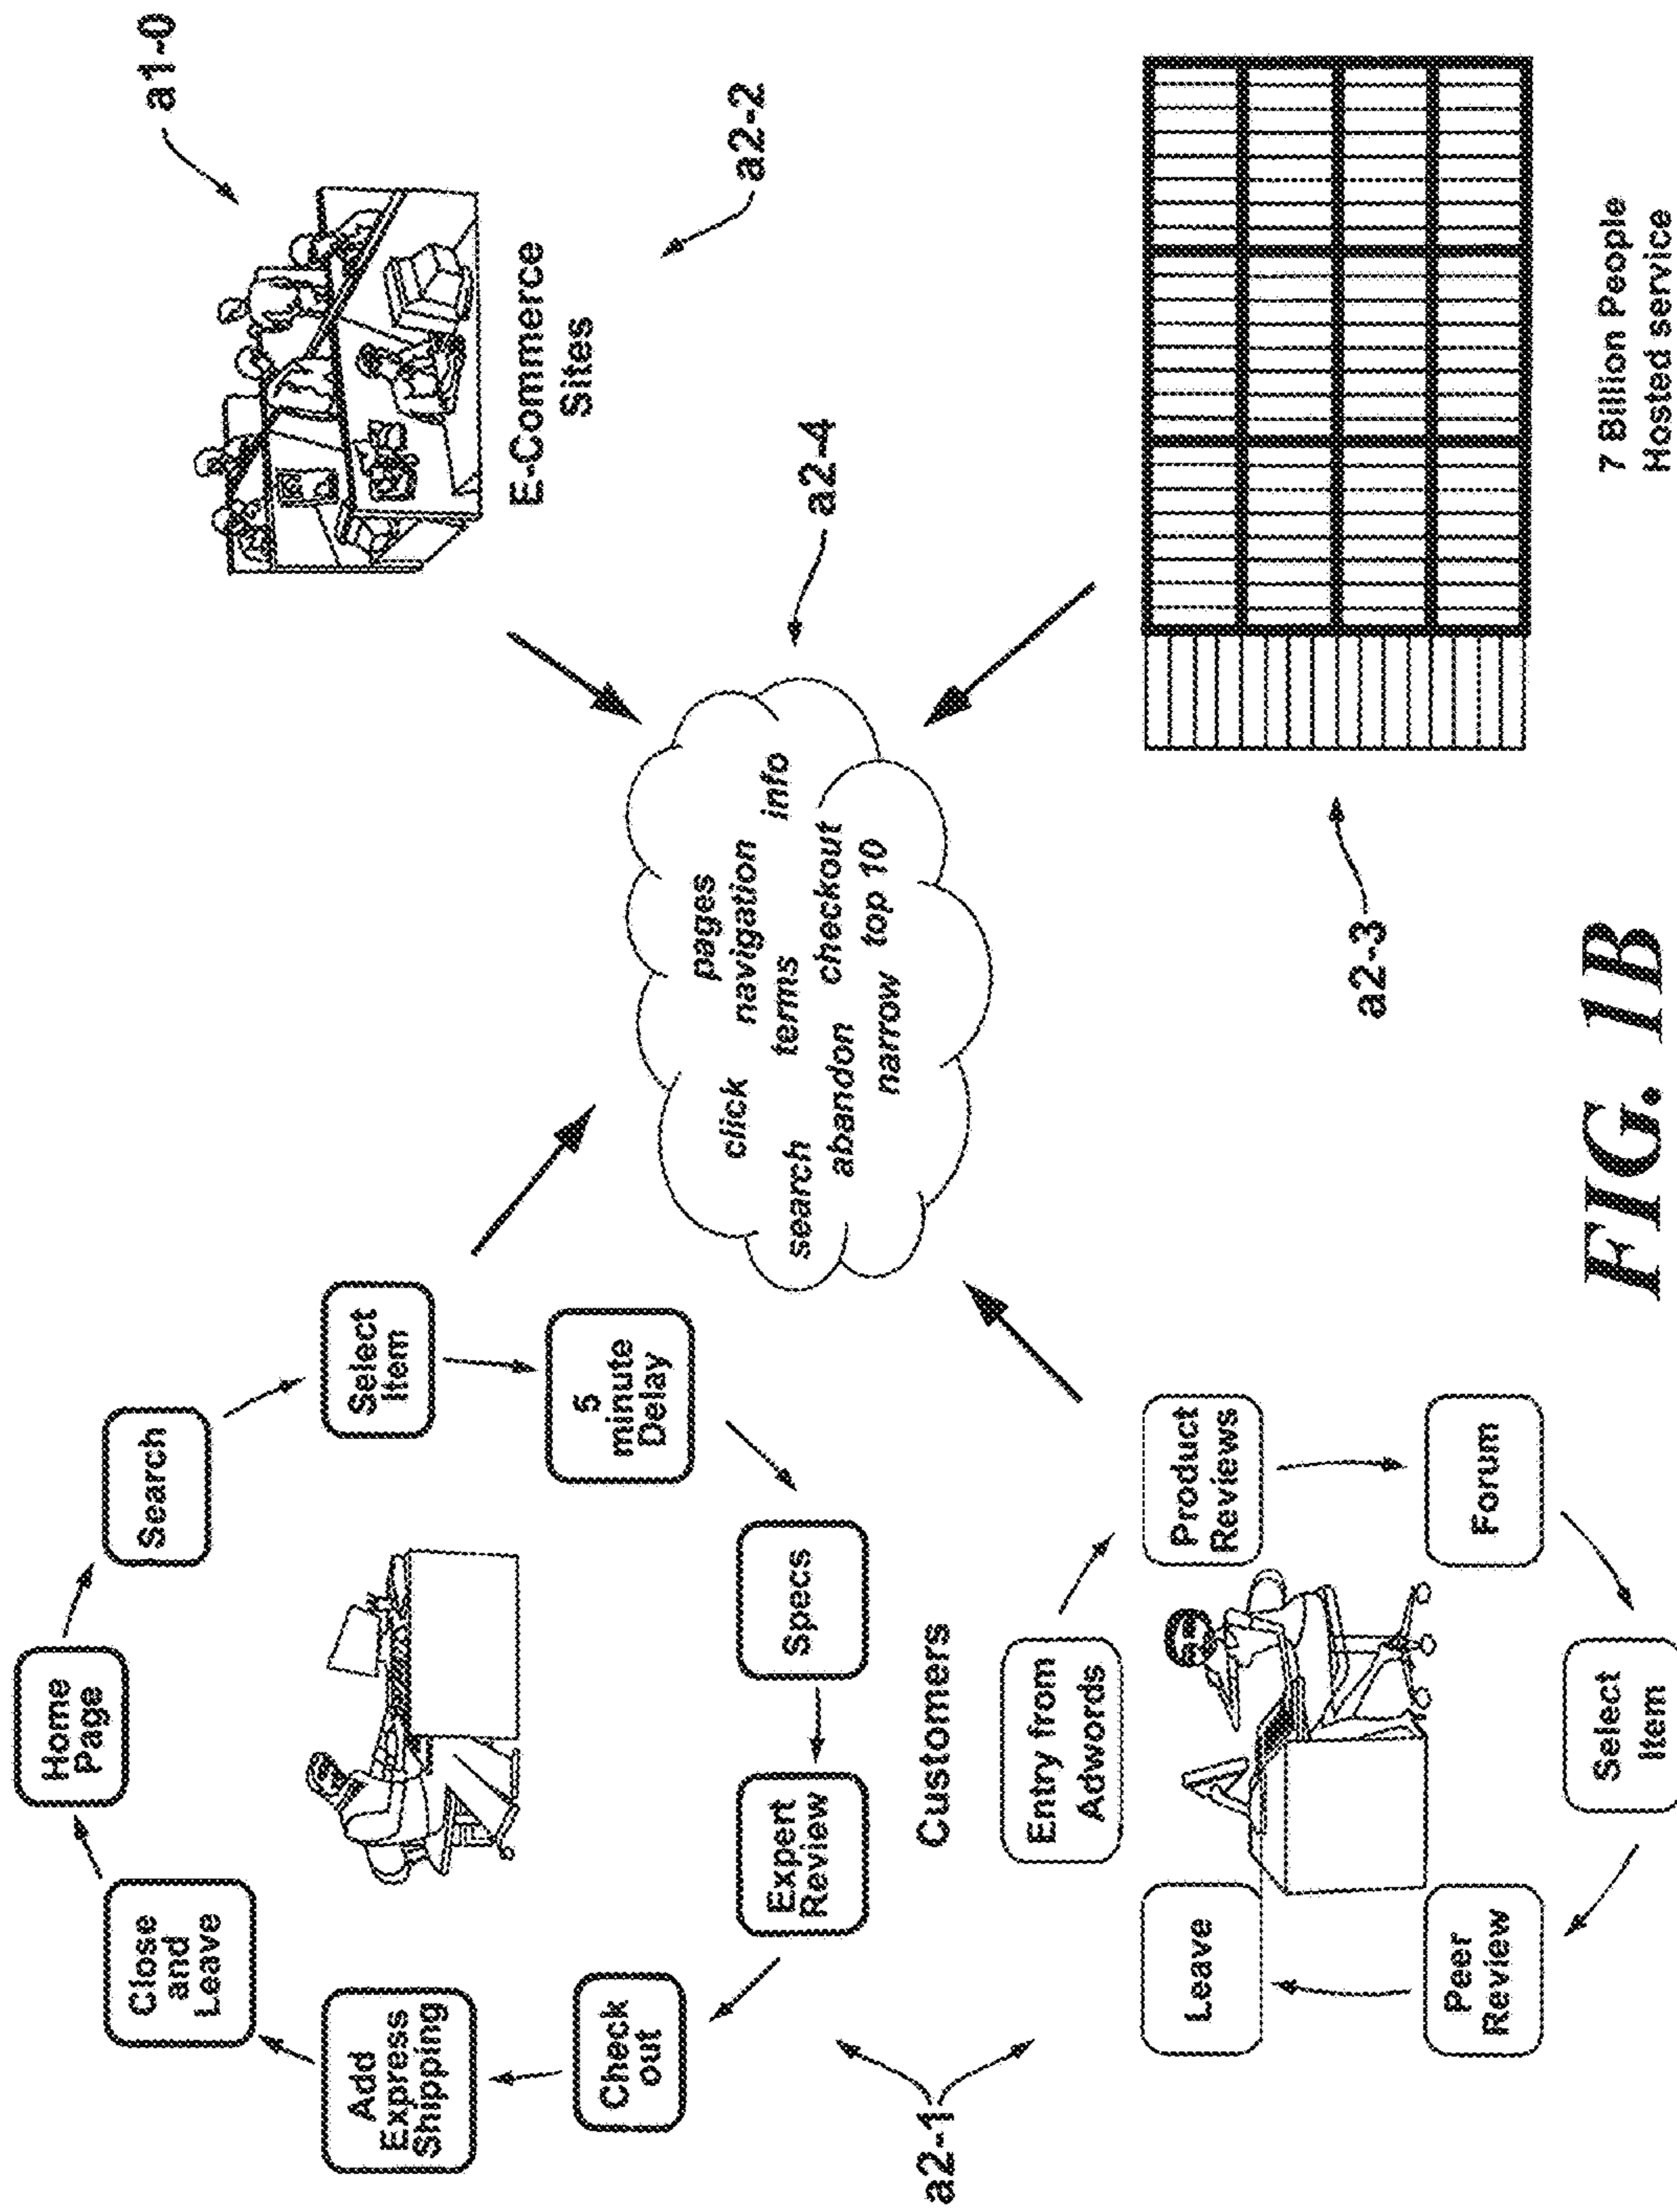 Home
Page
Search
Select
Item
5
minute
Delay
Specs
Expert
Review
Check
out
Add
Express
Shipping
Close
and
Leave
Customers
a2-1
Entry from
Adwords
Product
Reviews
Forum
Select
Item
Peer
Review
Leave
click
pages
navigation
search
terms
info
abandon
checkout
narrow
top 10
a2-4
a1-0
E-Commerce
Sites
a2-2
a2-3
7 Billion People
Hosted service
FIG. 1B